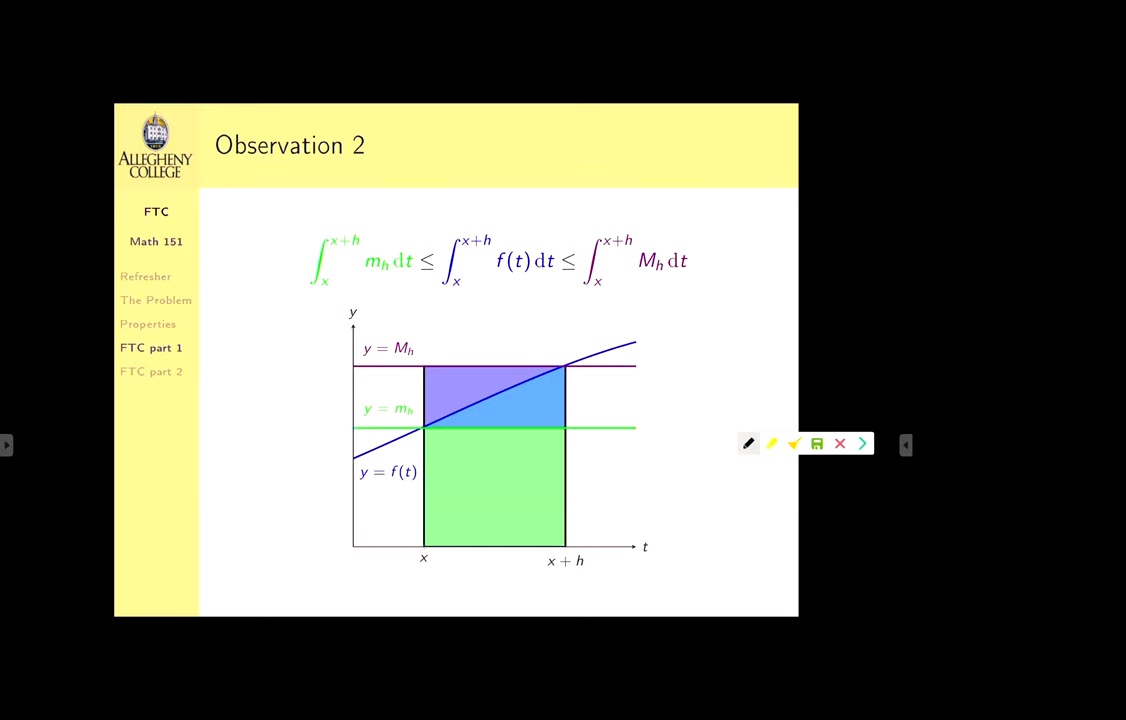 ALLEGHENY
COLLEGE
Observation 2
FTC
Math 151
Refresher
The Problem
Properties
FTC part 1
FTC part 2
∫_x^{x+h} m_h dt ≤ ∫_x^{x+h} f(t) dt ≤ ∫_x^{x+h} M_h dt
y
y = M_h
y = m_h
y = f(t)
t
x
x + h